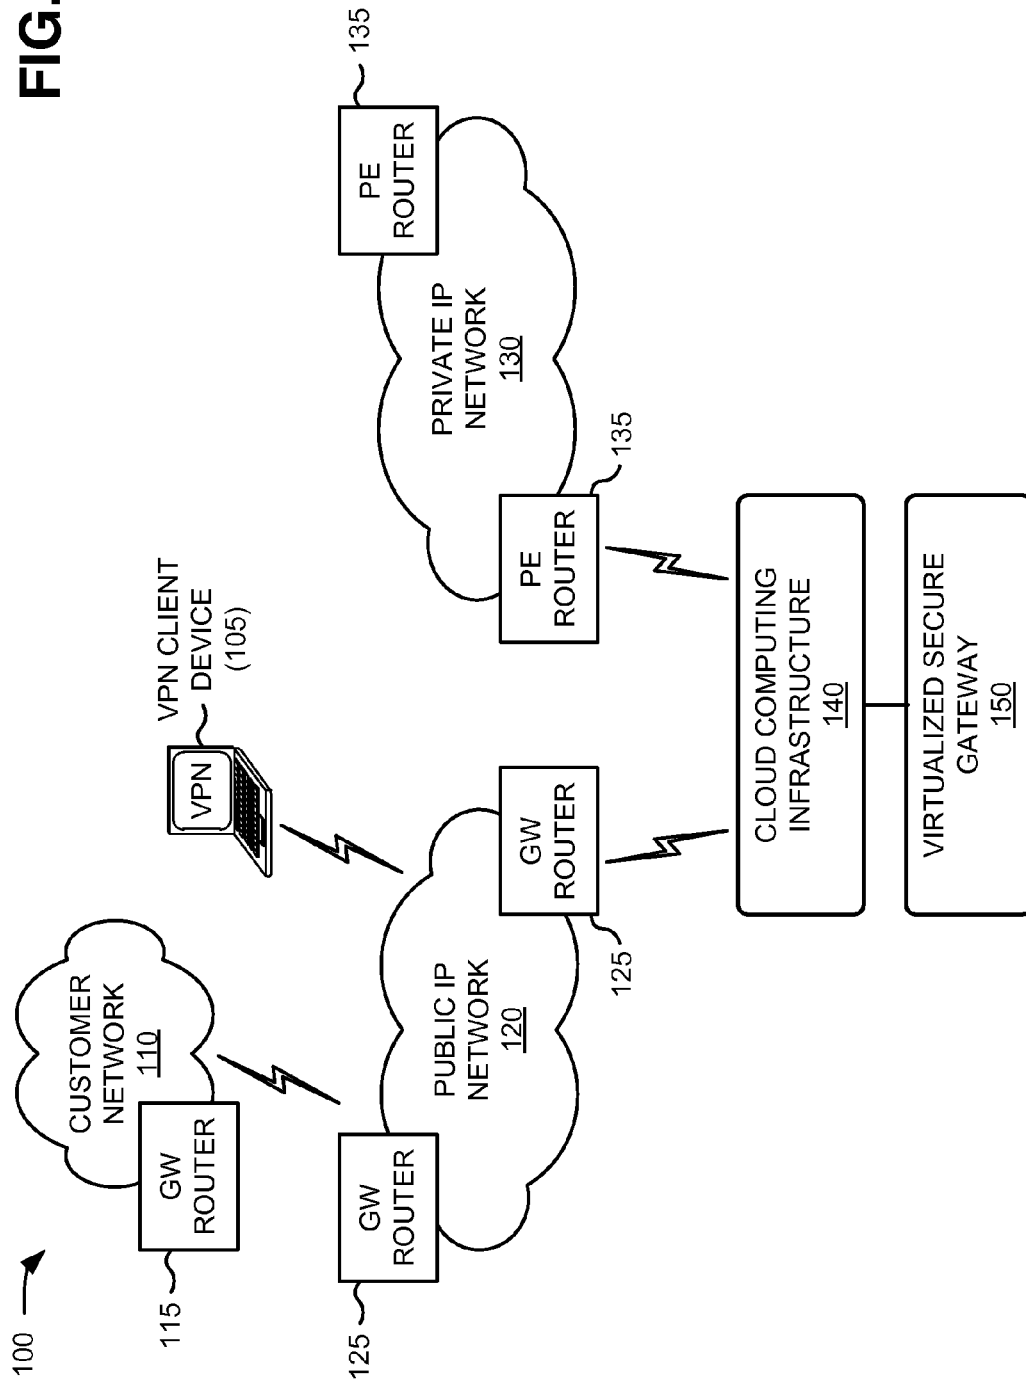 FIG.
100
CUSTOMER
NETWORK
110
GW
ROUTER
115
VPN
VPN CLIENT
DEVICE
(105)
GW
ROUTER
125
PUBLIC IP
NETWORK
120
GW
ROUTER
125
PRIVATE IP
NETWORK
130
PE
ROUTER
135
PE
ROUTER
135
CLOUD COMPUTING
INFRASTRUCTURE
140
VIRTUALIZED SECURE
GATEWAY
150